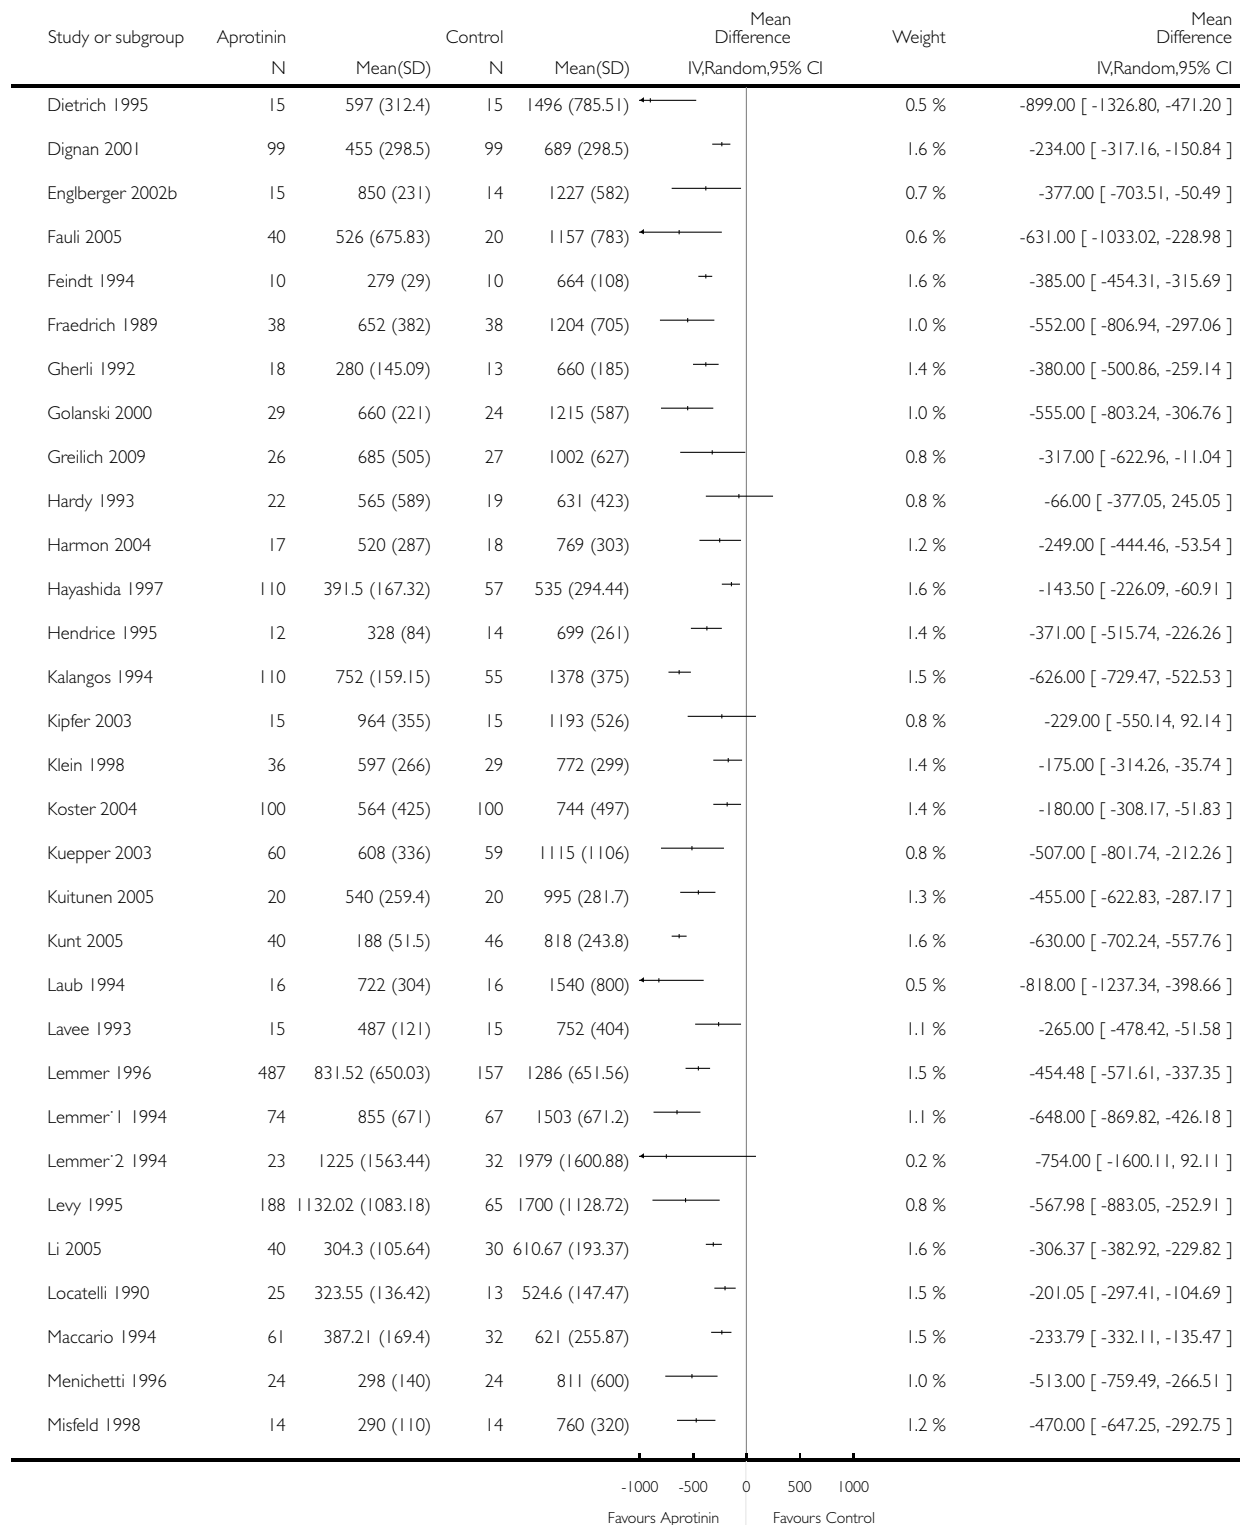 Mean Mean
Study or subgroup Aprotinin Control Difference Weight Difference
N Mean(SD) N Mean(SD) IV,Random,95% CI IV,Random,95% CI
Dietrich 1995 15 597 (312.4) 15 1496 (785.51) 0.5 % -899.00 [ -1326.80, -471.20 ]
Dignan 2001 99 455 (298.5) 99 689 (298.5) 1.6 % -234.00 [ -317.16, -150.84 ]
Englberger 2002b 15 850 (231) 14 1227 (582) 0.7 % -377.00 [ -703.51, -50.49 ]
Fauli 2005 40 526 (675.83) 20 1157 (783) 0.6 % -631.00 [ -1033.02, -228.98 ]
Feindt 1994 10 279 (29) 10 664 (108) 1.6 % -385.00 [ -454.31, -315.69 ]
Fraedrich 1989 38 652 (382) 38 1204 (705) 1.0 % -552.00 [ -806.94, -297.06 ]
Gherli 1992 18 280 (145.09) 13 660 (185) 1.4 % -380.00 [ -500.86, -259.14 ]
Golanski 2000 29 660 (221) 24 1215 (587) 1.0 % -555.00 [ -803.24, -306.76 ]
Greilich 2009 26 685 (505) 27 1002 (627) 0.8 % -317.00 [ -622.96, -11.04 ]
Hardy 1993 22 565 (589) 19 631 (423) 0.8 % -66.00 [ -377.05, 245.05 ]
Harmon 2004 17 520 (287) 18 769 (303) 1.2 % -249.00 [ -444.46, -53.54 ]
Hayashida 1997 110 391.5 (167.32) 57 535 (294.44) 1.6 % -143.50 [ -226.09, -60.91 ]
Hendrice 1995 12 328 (84) 14 699 (261) 1.4 % -371.00 [ -515.74, -226.26 ]
Kalangos 1994 110 752 (159.15) 55 1378 (375) 1.5 % -626.00 [ -729.47, -522.53 ]
Kipfer 2003 15 964 (355) 15 1193 (526) 0.8 % -229.00 [ -550.14, 92.14 ]
Klein 1998 36 597 (266) 29 772 (299) 1.4 % -175.00 [ -314.26, -35.74 ]
Koster 2004 100 564 (425) 100 744 (497) 1.4 % -180.00 [ -308.17, -51.83 ]
Kuepper 2003 60 608 (336) 59 1115 (1106) 0.8 % -507.00 [ -801.74, -212.26 ]
Kuitunen 2005 20 540 (259.4) 20 995 (281.7) 1.3 % -455.00 [ -622.83, -287.17 ]
Kunt 2005 40 188 (51.5) 46 818 (243.8) 1.6 % -630.00 [ -702.24, -557.76 ]
Laub 1994 16 722 (304) 16 1540 (800) 0.5 % -818.00 [ -1237.34, -398.66 ]
Lavee 1993 15 487 (121) 15 752 (404) 1.1 % -265.00 [ -478.42, -51.58 ]
Lemmer 1996 487 831.52 (650.03) 157 1286 (651.56) 1.5 % -454.48 [ -571.61, -337.35 ]
Lemmer˙1 1994 74 855 (671) 67 1503 (671.2) 1.1 % -648.00 [ -869.82, -426.18 ]
Lemmer˙2 1994 23 1225 (1563.44) 32 1979 (1600.88) 0.2 % -754.00 [ -1600.11, 92.11 ]
Levy 1995 188 1132.02 (1083.18) 65 1700 (1128.72) 0.8 % -567.98 [ -883.05, -252.91 ]
Li 2005 40 304.3 (105.64) 30 610.67 (193.37) 1.6 % -306.37 [ -382.92, -229.82 ]
Locatelli 1990 25 323.55 (136.42) 13 524.6 (147.47) 1.5 % -201.05 [ -297.41, -104.69 ]
Maccario 1994 61 387.21 (169.4) 32 621 (255.87) 1.5 % -233.79 [ -332.11, -135.47 ]
Menichetti 1996 24 298 (140) 24 811 (600) 1.0 % -513.00 [ -759.49, -266.51 ]
Misfeld 1998 14 290 (110) 14 760 (320) 1.2 % -470.00 [ -647.25, -292.75 ]
-1000 -500 0 500 1000
Favours Aprotinin Favours Control